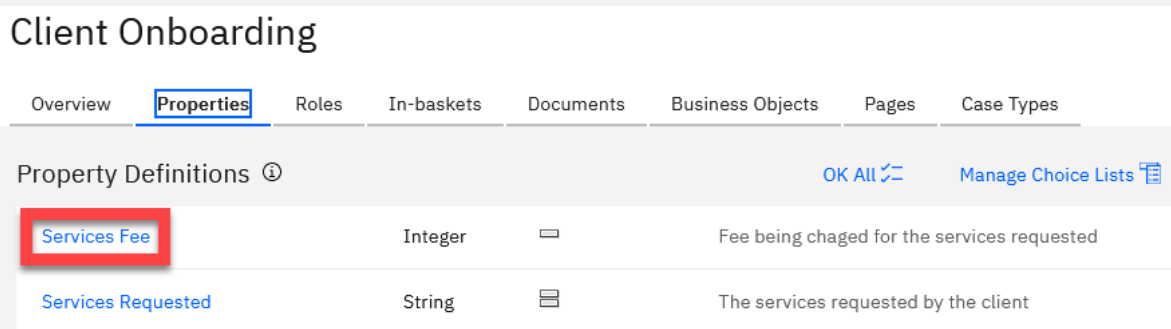 Client Onboarding
Overview Properties Roles In-baskets Documents Business Objects Pages Case Types
Property Definitions OK All Manage Choice Lists
Services Fee Integer Fee being chaged for the services requested
Services Requested String The services requested by the client